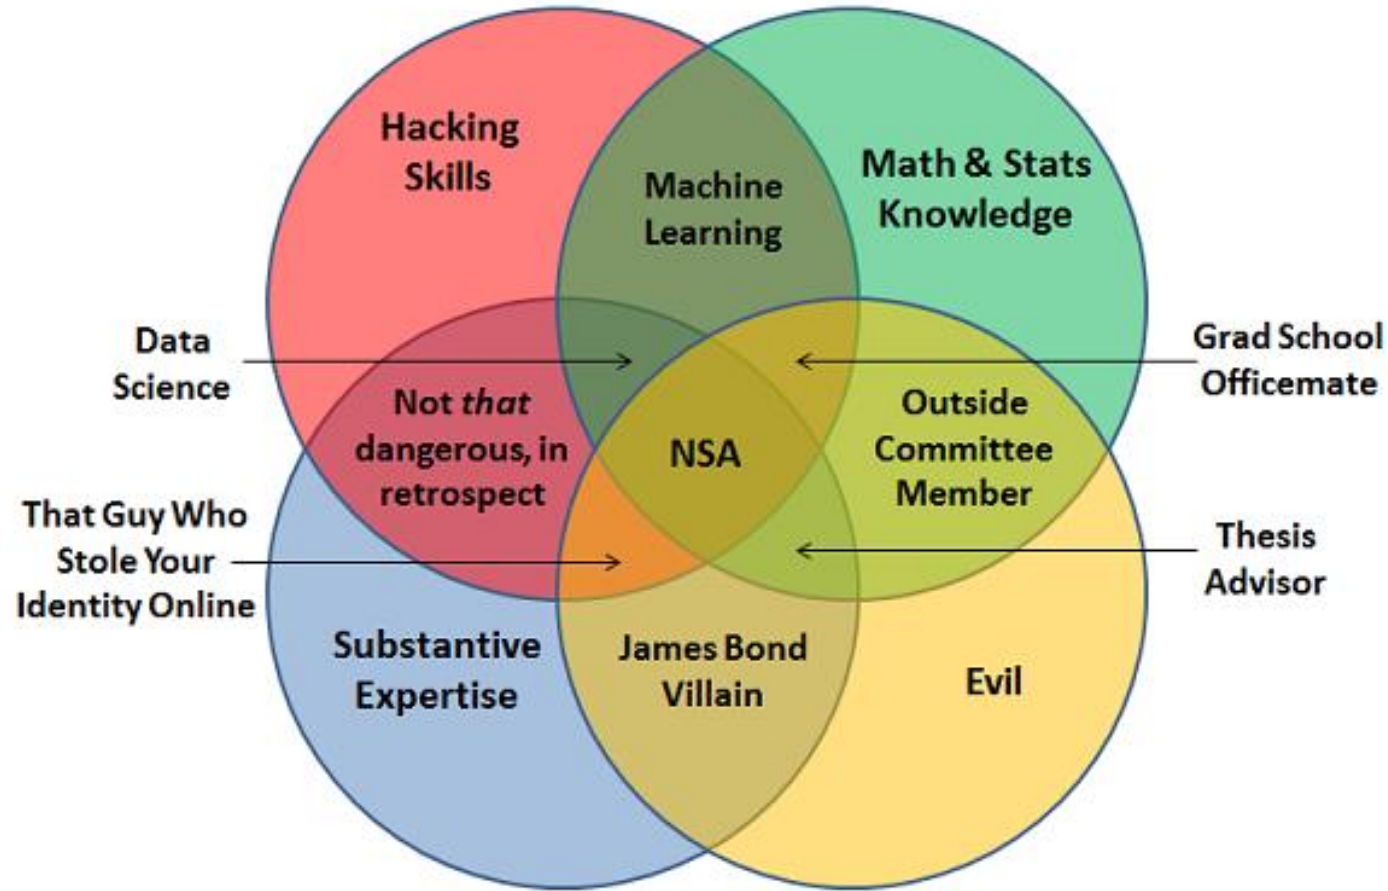 Hacking
Skills
Machine
Learning
Math & Stats
Knowledge
Data
Science
Grad School
Officemate
Not that
dangerous, in
retrospect
NSA
Outside
Committee
Member
That Guy Who
Stole Your
Identity Online
Thesis
Advisor
Substantive
Expertise
James Bond
Villain
Evil